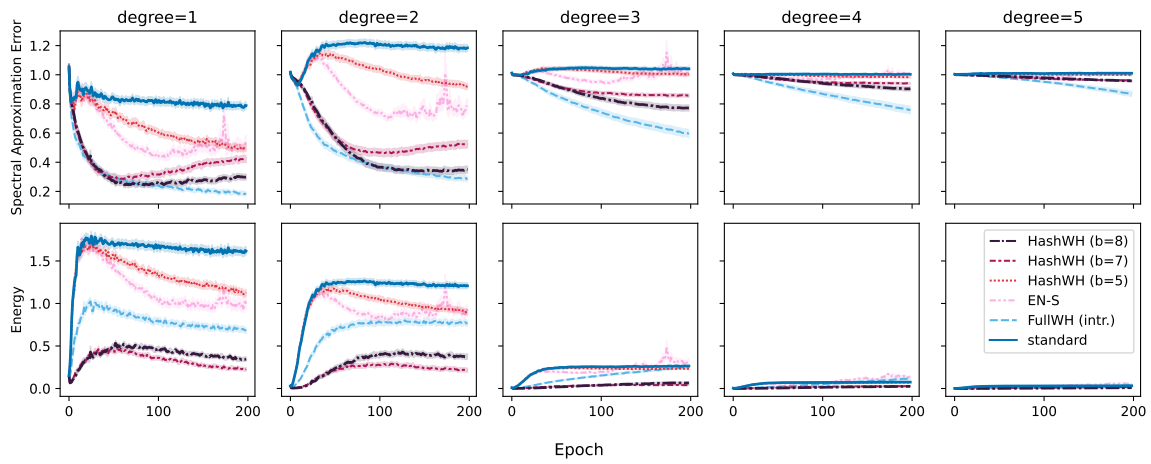 degree=1 degree=2 degree=3 degree=4 degree=5
Spectral Approximation Error
1.2
1.0
0.8
0.6
0.4
0.2
Energy
1.5
1.0
0.5
0.0
HashWH (b=8)
HashWH (b=7)
HashWH (b=5)
EN-S
FullWH (intr.)
standard
0 100 200 0 100 200 0 100 200 0 100 200 0 100 200
Epoch